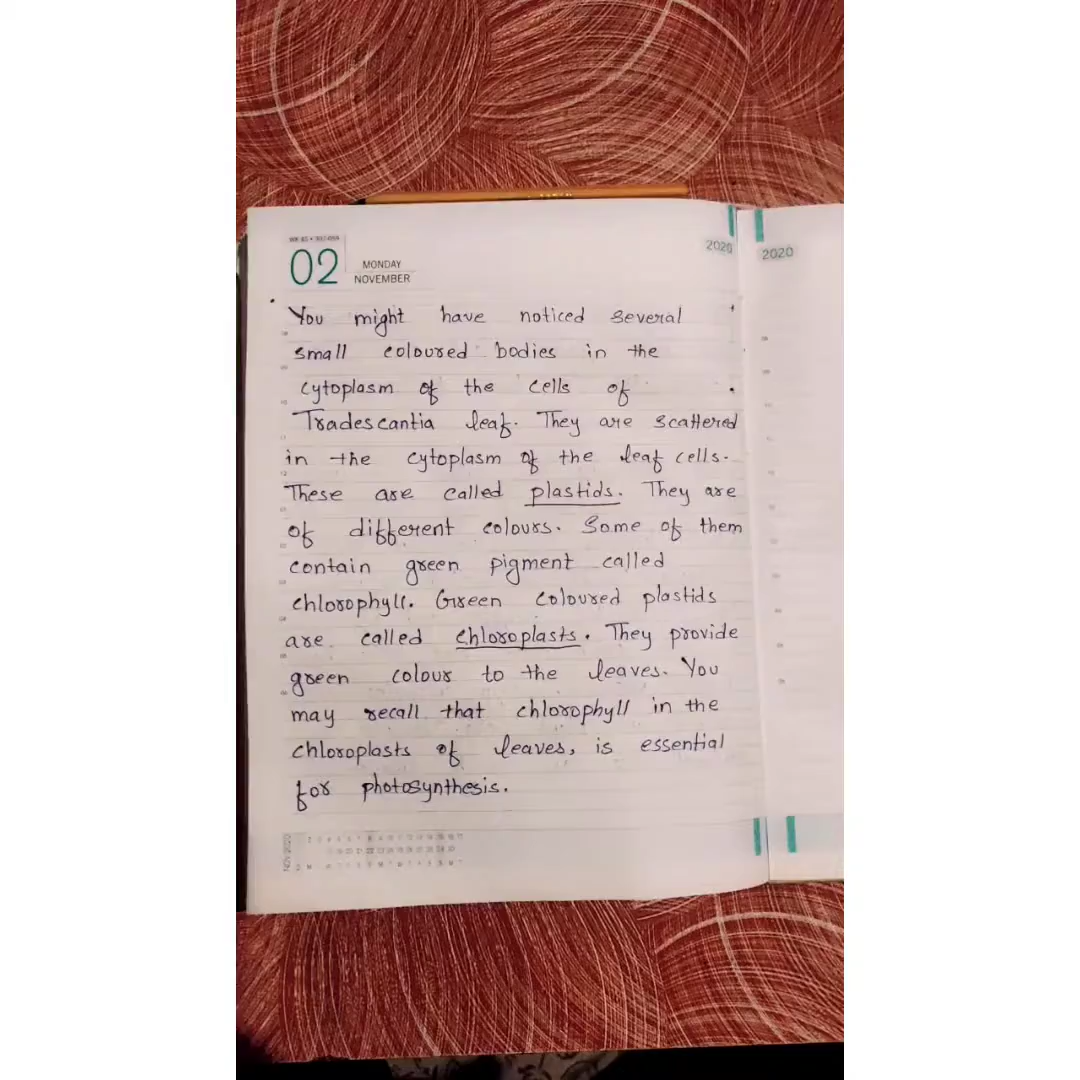 02
MONDAY
NOVEMBER
2020
2020
You might have noticed several
small coloured bodies in the
cytoplasm of the cells of
Tradescantia leaf. They are scattered
in the cytoplasm of the leaf cells.
These are called plastids. They are
of different colours. Some of them
contain green pigment called
chlorophyll. Green coloured plastids
are called chloroplasts. They provide
green colour to the leaves. You
may recall that chlorophyll in the
chloroplasts of leaves, is essential
for photosynthesis.
NOV 2020